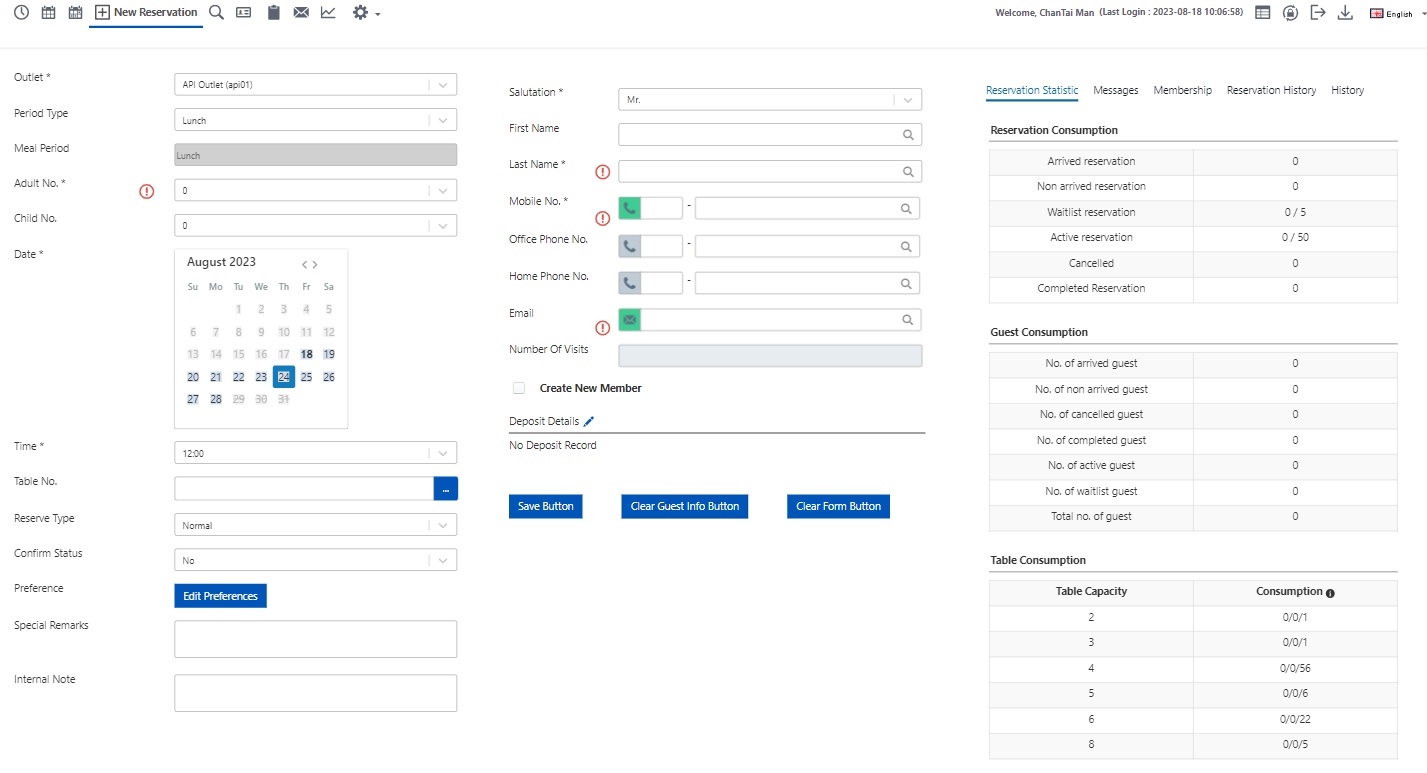 New Reservation
Welcome, ChanTai Man (Last Login : 2023-08-18 10:06:58)
English
Outlet *
API Outlet (api01)
Period Type
Lunch
Meal Period
Lunch
Adult No. *
0
Child No.
0
Date *
August 2023
Su Mo Tu We Th Fr Sa
1 2 3 4 5
6 7 8 9 10 11 12
13 14 15 16 17 18 19
20 21 22 23 24 25 26
27 28 29 30 31
Time *
12:00
Table No.
...
Reserve Type
Normal
Confirm Status
No
Preference
Edit Preferences
Special Remarks
Internal Note
Salutation *
Mr.
First Name
Last Name *
Mobile No. *
-
Office Phone No.
-
Home Phone No.
-
Email
Number Of Visits
Create New Member
Deposit Details
No Deposit Record
Save Button
Clear Guest Info Button
Clear Form Button
Reservation Statistic Messages Membership Reservation History History
Reservation Consumption
Arrived reservation 0
Non arrived reservation 0
Waitlist reservation 0 / 5
Active reservation 0 / 50
Cancelled 0
Completed Reservation 0
Guest Consumption
No. of arrived guest 0
No. of non arrived guest 0
No. of cancelled guest 0
No. of completed guest 0
No. of active guest 0
No. of waitlist guest 0
Total no. of guest 0
Table Consumption
Table Capacity Consumption
2 0/0/1
3 0/0/1
4 0/0/56
5 0/0/6
6 0/0/22
8 0/0/5